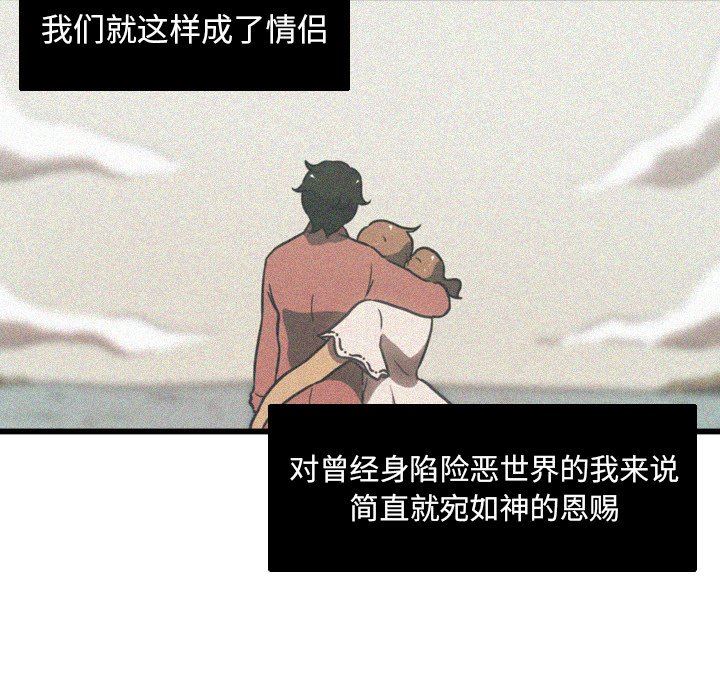 我们就这样成了情侣
对曾经身陷险恶世界的我来说
简直就宛如神的恩赐